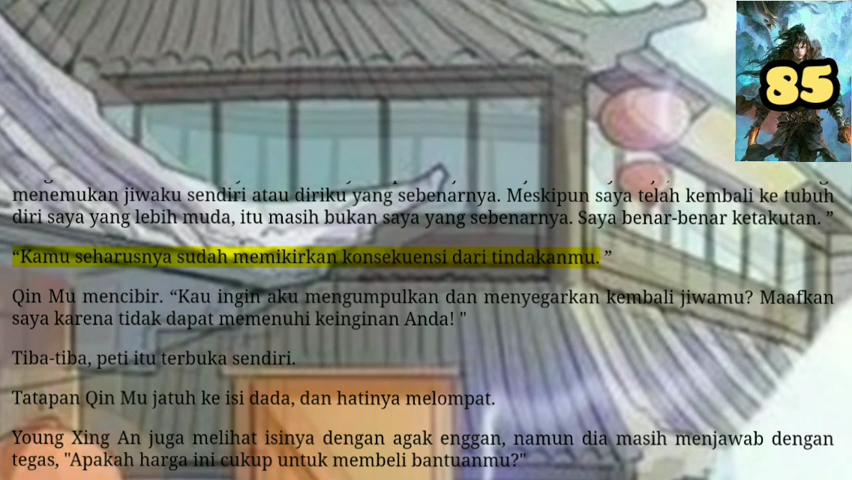 85
menemukan jiwaku sendiri atau diriku yang sebenarnya. Meskipun saya telah kembali ke tubuh
diri saya yang lebih muda, itu masih bukan saya yang sebenarnya. Saya benar-benar ketakutan. ”
“Kamu seharusnya sudah memikirkan konsekuensi dari tindakanmu. ”
Qin Mu mencibir. “Kau ingin aku mengumpulkan dan menyegarkan kembali jiwamu? Maafkan
saya karena tidak dapat memenuhi keinginan Anda! "
Tiba-tiba, peti itu terbuka sendiri.
Tatapan Qin Mu jatuh ke isi dada, dan hatinya melompat.
Young Xing An juga melihat isinya dengan agak enggan, namun dia masih menjawab dengan
tegas, "Apakah harga ini cukup untuk membeli bantuanmu?"